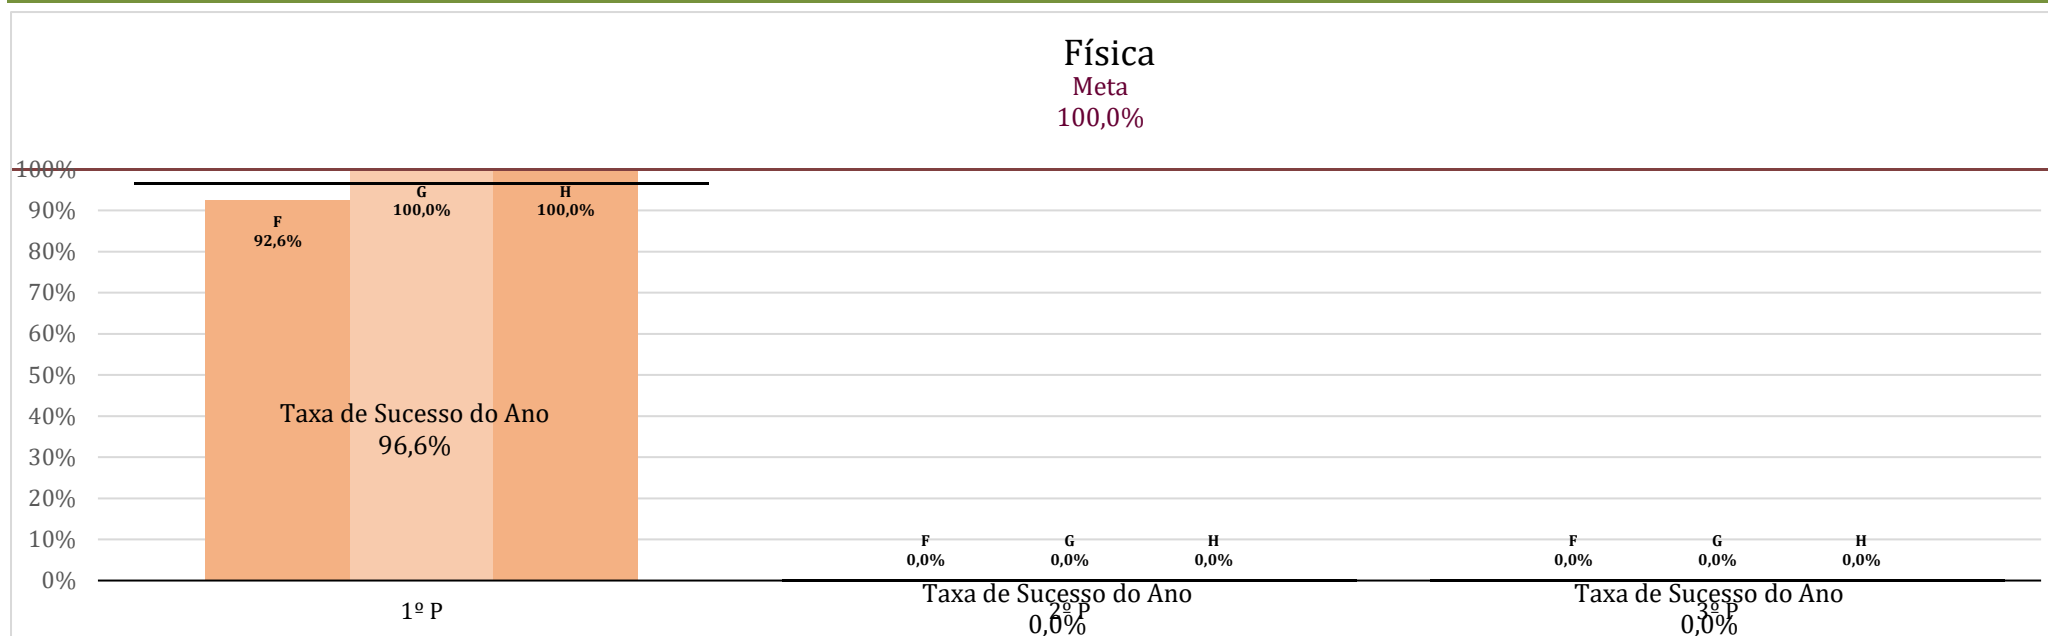 Física
Meta
100,0%
100%
90%
80%
70%
60%
50%
40%
30%
20%
10%
0%
F
92,6%
G
100,0%
H
100,0%
Taxa de Sucesso do Ano
96,6%
1º P
F
0,0%
G
0,0%
H
0,0%
Taxa de Sucesso do Ano
0,0%
2º P
F
0,0%
G
0,0%
H
0,0%
Taxa de Sucesso do Ano
0,0%
3º P